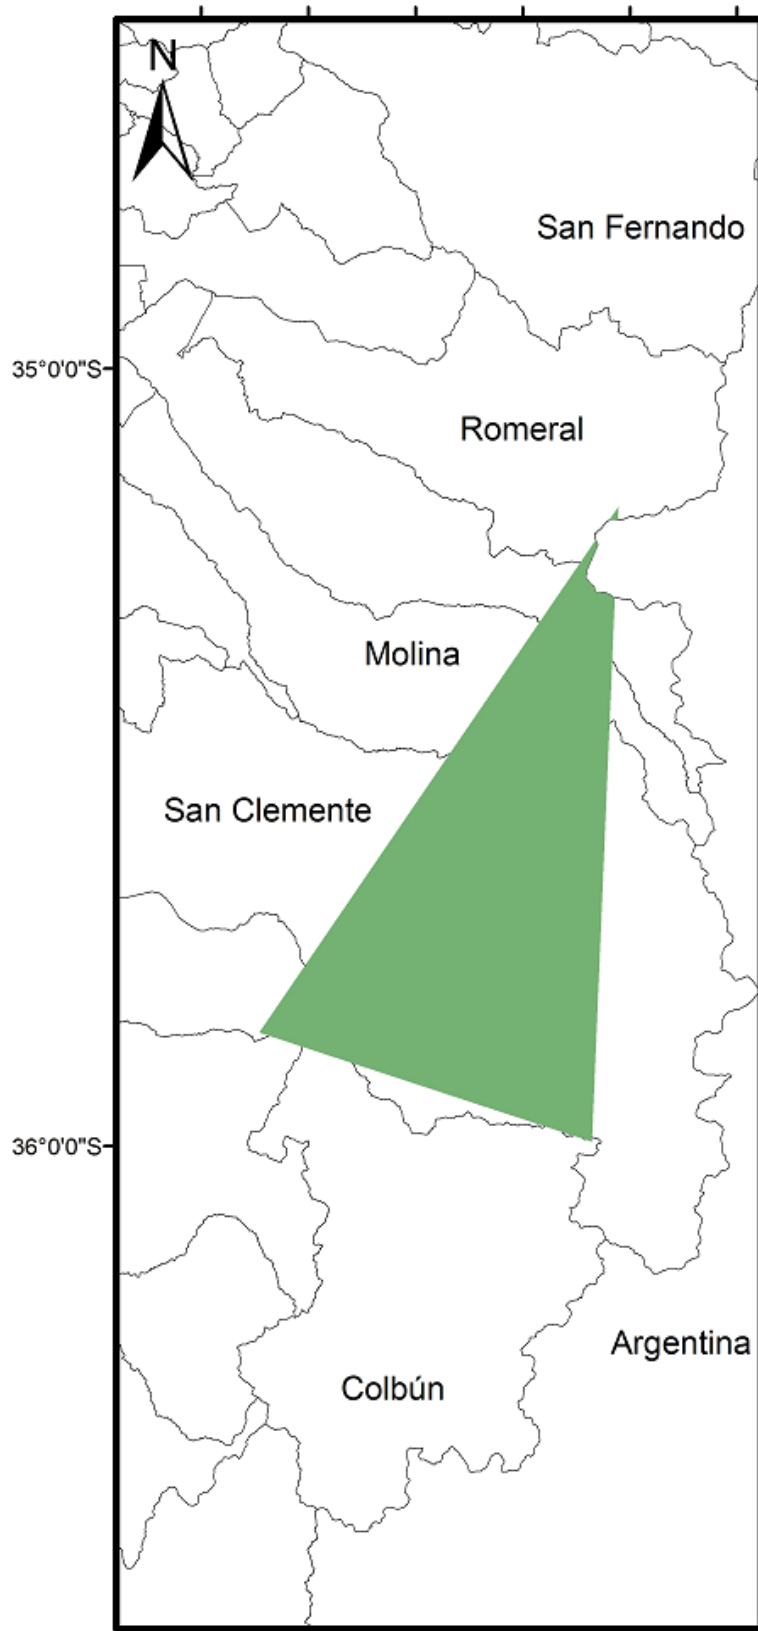 N
San Fernando
35°0'0"S
Romeral
Molina
San Clemente
36°0'0"S
Argentina
Colbún